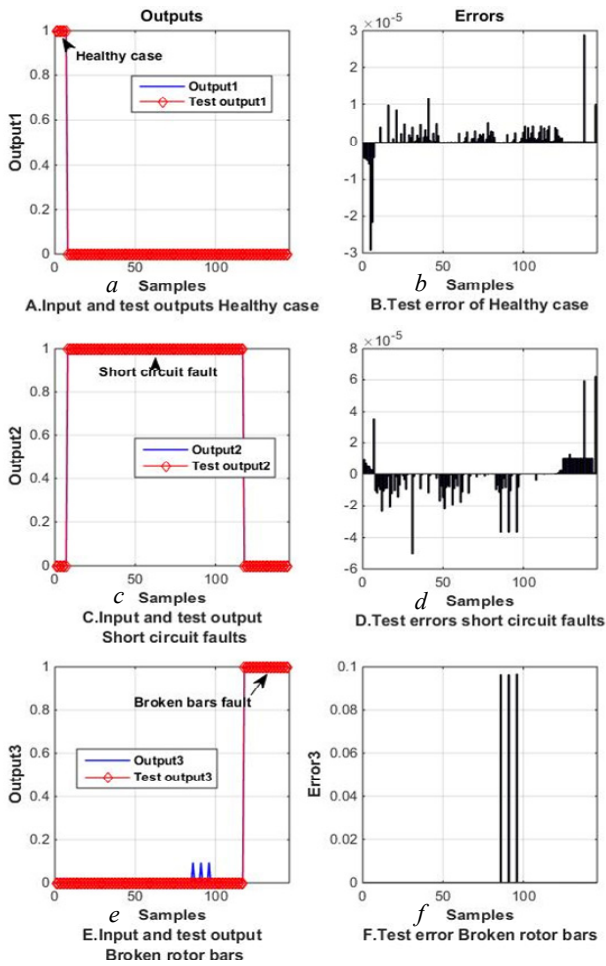 Outputs
1
0.8
0.6
0.4
0.2
0
Output1
Healthy case
Output1
Test output1
0
50
100
a
Samples
A.Input and test outputs Healthy case
Errors
×10⁻⁵
3
2
1
0
-1
-2
-3
0
50
100
b
Samples
B.Test error of Healthy case
1
0.8
0.6
0.4
0.2
0
Output2
Short circuit fault
Output2
Test output2
0
50
100
c
Samples
C.Input and test output
Short circuit faults
×10⁻⁵
8
6
4
2
0
-2
-4
-6
0
50
100
d
Samples
D.Test errors short circuit faults
1
0.8
0.6
0.4
0.2
0
Output3
Broken bars fault
Output3
Test output3
0
50
100
e
Samples
E.Input and test output
Broken rotor bars
0.1
0.08
0.06
0.04
0.02
0
Error3
0
50
100
f
Samples
F.Test error Broken rotor bars